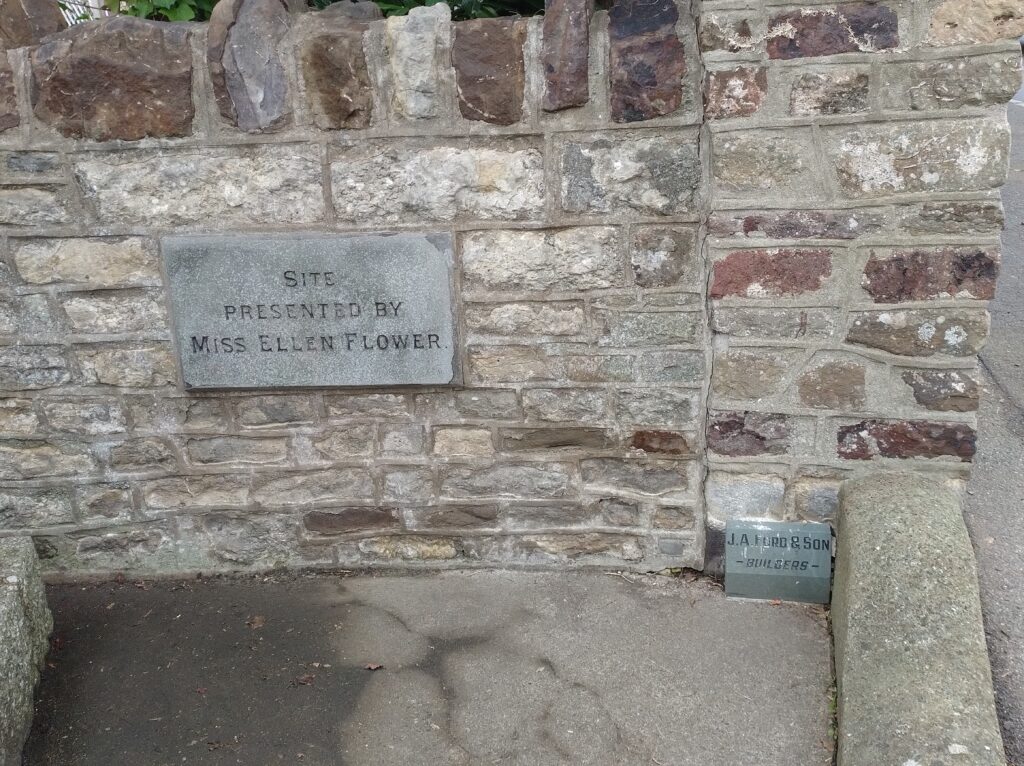 SITE
PRESENTED BY
MISS ELLEN FLOWER
J.A. FORD & SON
- BUILDERS -